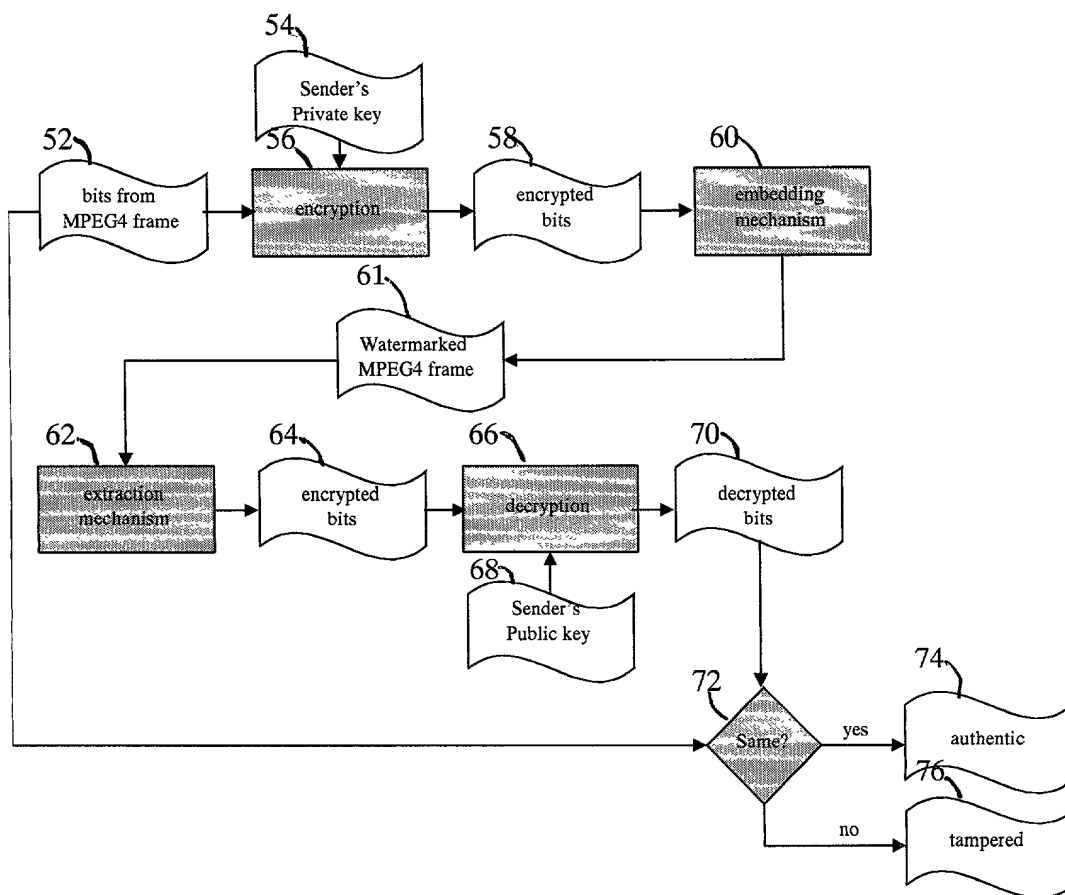 54
Sender's
Private key
52
bits from
MPEG4 frame
56
encryption
58
encrypted
bits
60
embedding
mechanism
61
Watermarked
MPEG4 frame
62
extraction
mechanism
64
encrypted
bits
66
decryption
70
decrypted
bits
68
Sender's
Public key
72
Same?
yes
74
authentic
no
76
tampered